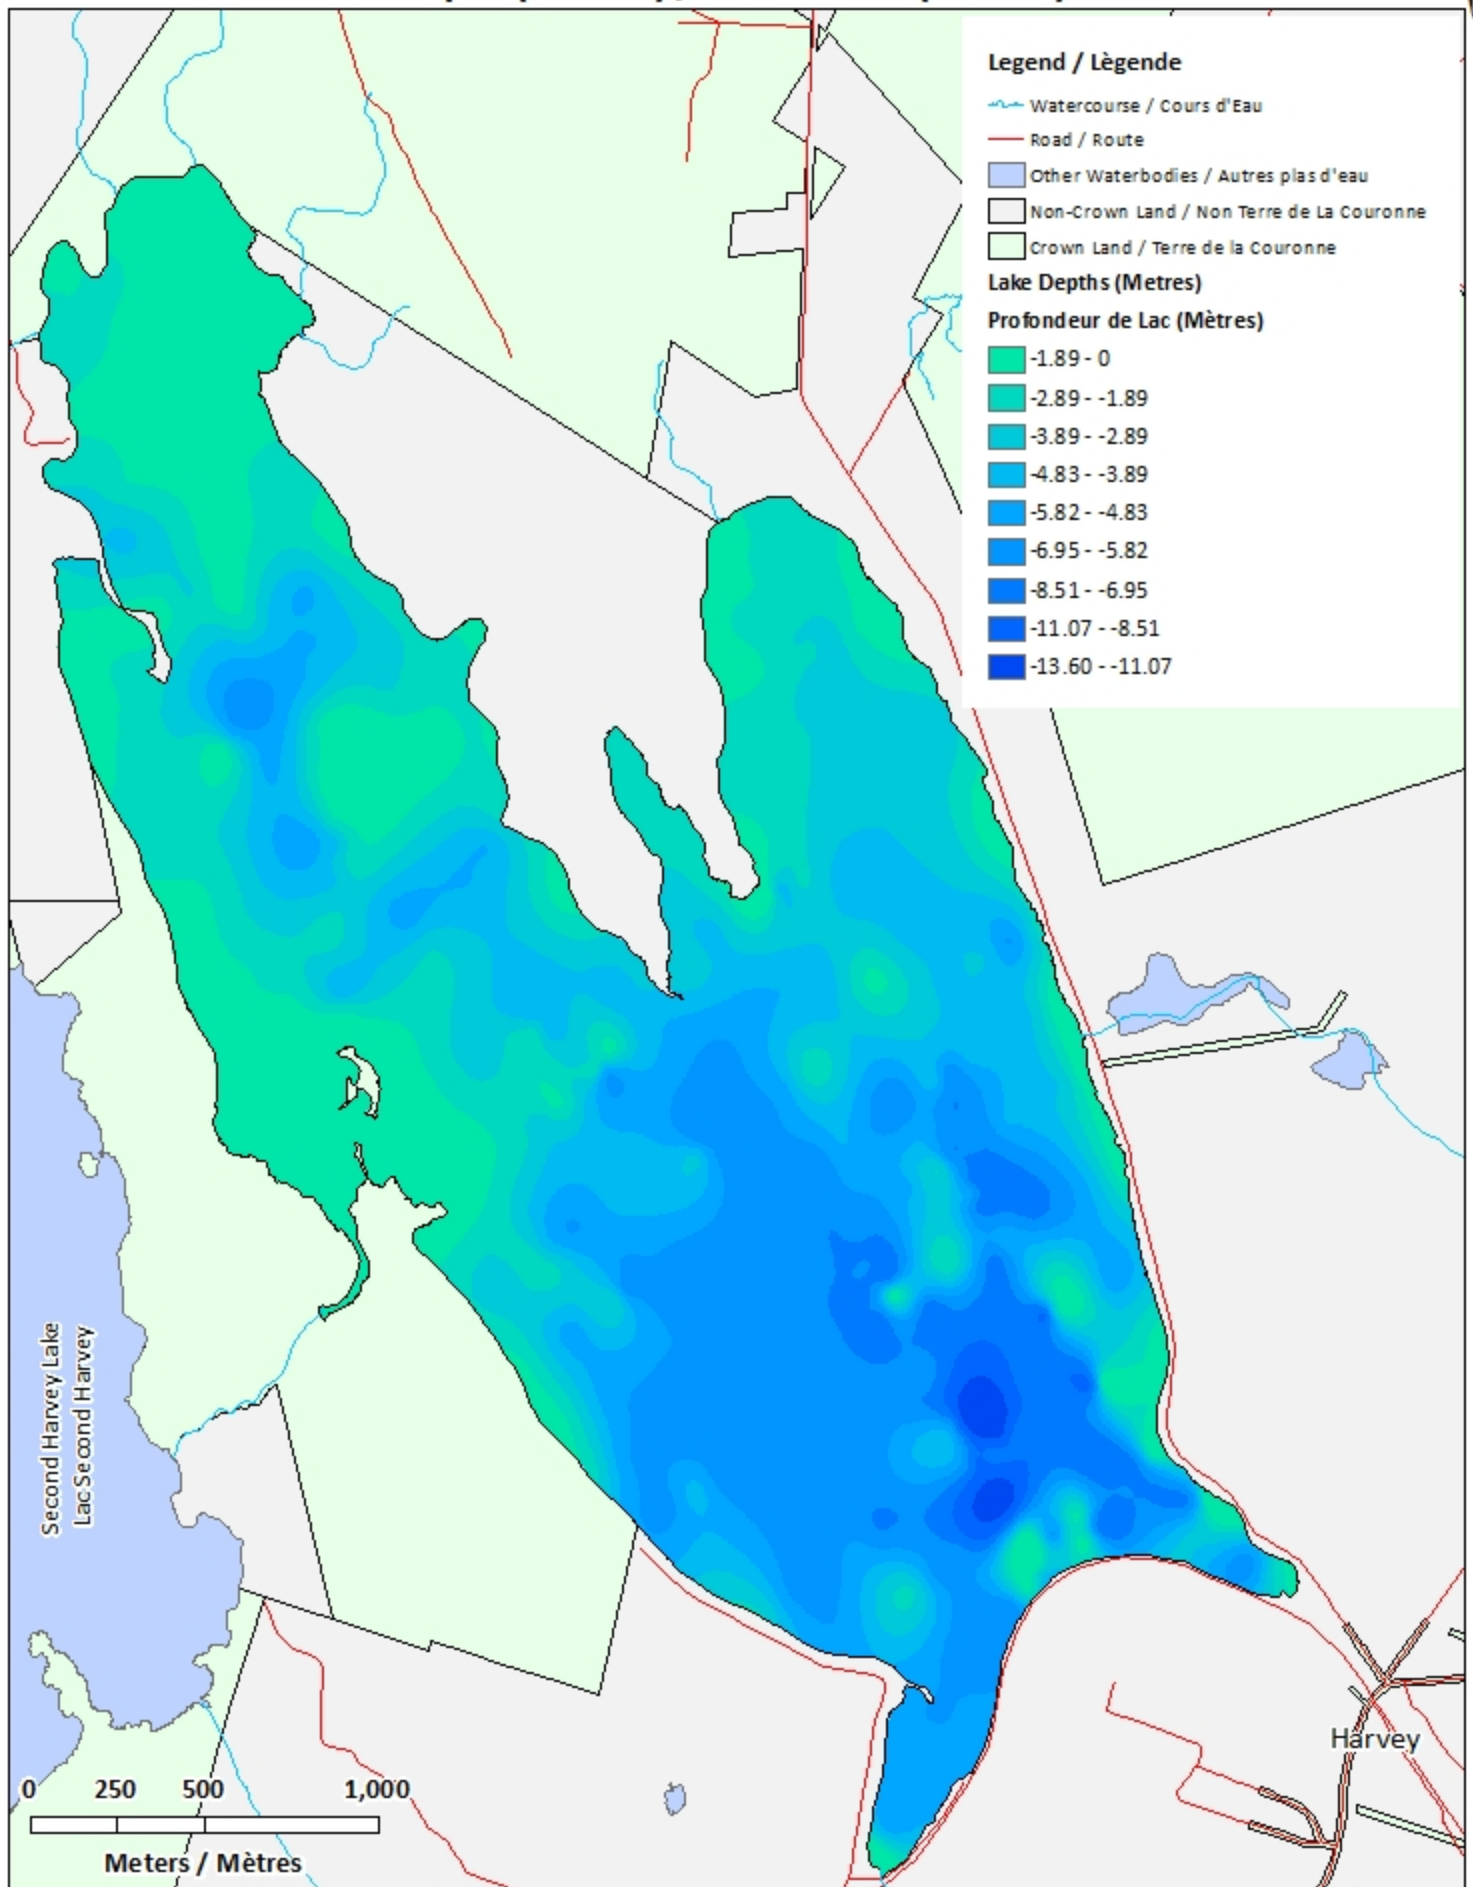 Legend / Lègende
Watercourse / Cours d'Eau
Road / Route
Other Waterbodies / Autres plas d'eau
Non-Crown Land / Non Terre de La Couronne
Crown Land / Terre de la Couronne
Lake Depths (Metres)
Profondeur de Lac (Mètres)
-1.89 - 0
-2.89 - -1.89
-3.89 - -2.89
-4.83 - -3.89
-5.82 - -4.83
-6.95 - -5.82
-8.51 - -6.95
-11.07 - -8.51
-13.60 - -11.07
Second Harvey Lake
Lac Second Harvey
Harvey
0 250 500 1,000
Meters / Mètres